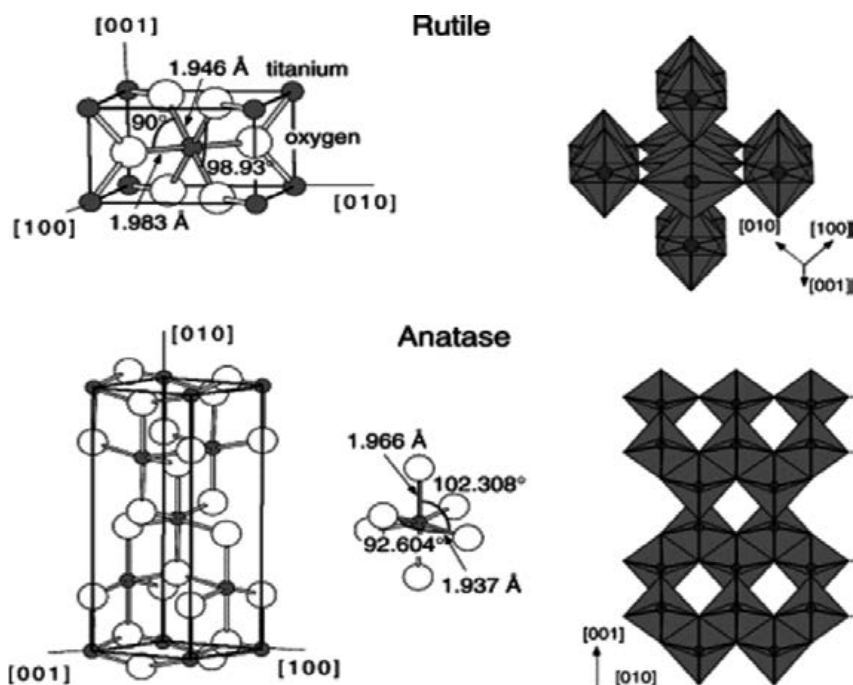 Rutile
[001]
1.946 Å
titanium
90°
oxygen
98.93°
[010]
[100]
1.983 Å
[010]
[100]
[001]
Anatase
[010]
1.966 Å
102.308°
92.604°
1.937 Å
[001]
[100]
[001]
[010]